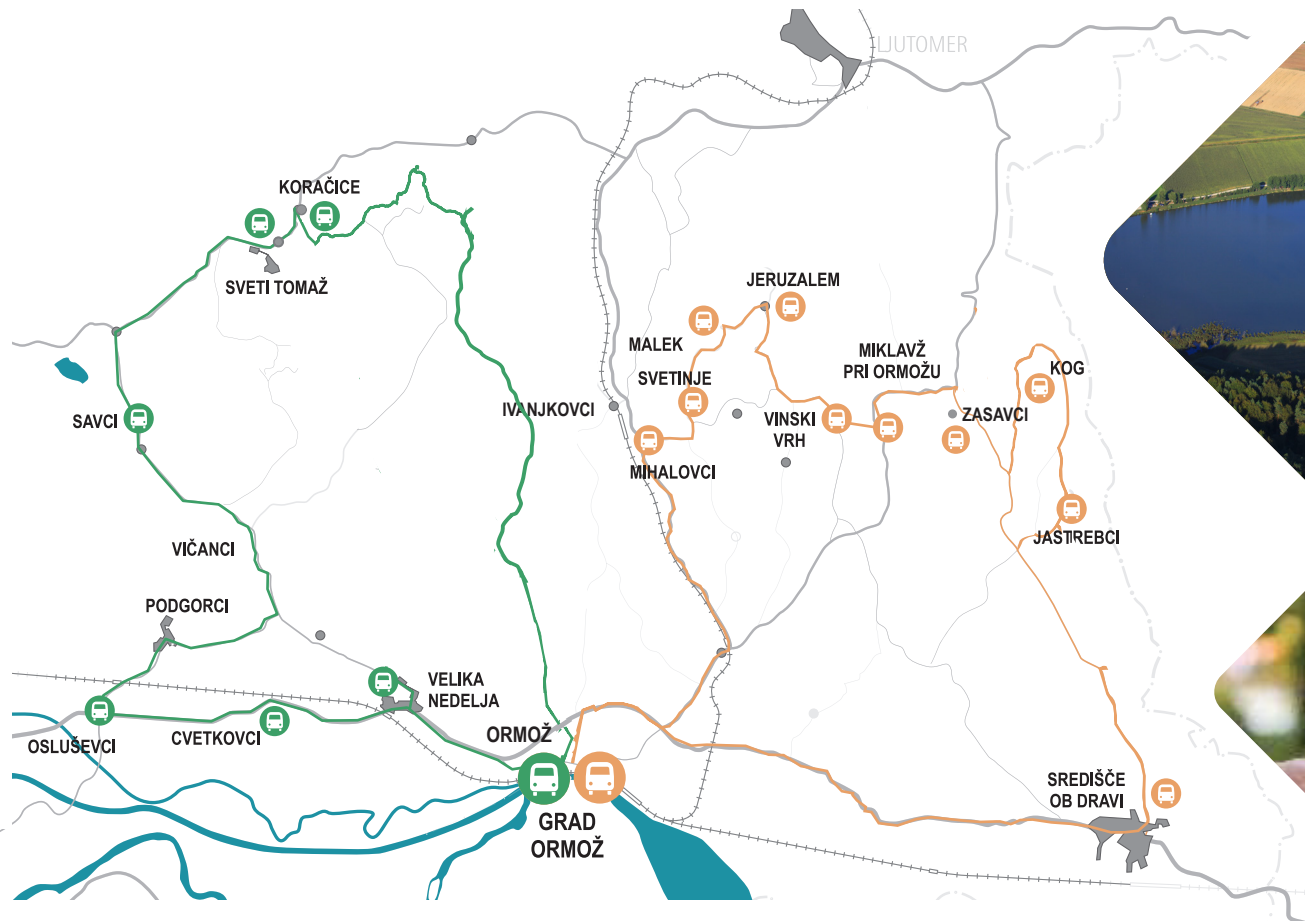 LJUTOMER
KORAČICE
SVETI TOMAŽ
JERUZALEM
MALEK
MIKLAVŽ
PRI ORMOŽU
KOG
SVETINJE
SAVCI
IVANJKOVCI
VINSKI
VRH
ZASAVCI
MIHALOVCI
VIČANCI
JASTREBCI
PODGORCI
VELIKA
NEDELJA
OSLUŠEVCI
CVETKOVCI
ORMOŽ
SREDIŠČE
OB DRAVI
GRAD
ORMOŽ